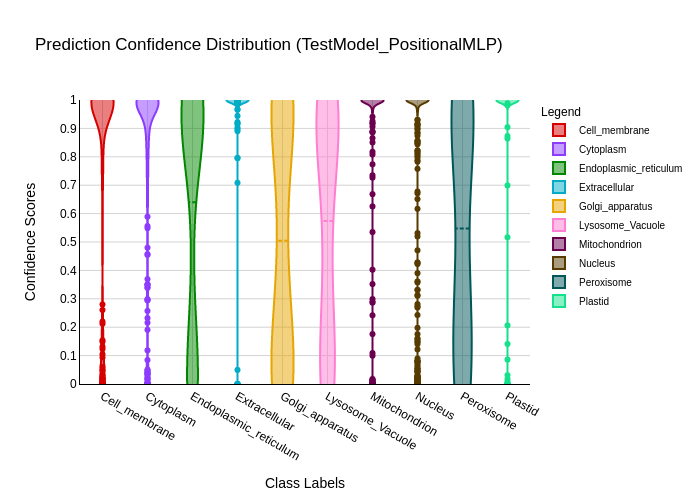 Prediction Confidence Distribution (TestModel_PositionalMLP)
Legend
Cell_membrane
Cytoplasm
Endoplasmic_reticulum
Extracellular
Golgi_apparatus
Lysosome_Vacuole
Mitochondrion
Nucleus
Peroxisome
Plastid
Confidence Scores
1
0.9
0.8
0.7
0.6
0.5
0.4
0.3
0.2
0.1
0
Cell_membrane
Cytoplasm
Endoplasmic_reticulum
Extracellular
Golgi_apparatus
Lysosome_Vacuole
Mitochondrion
Nucleus
Peroxisome
Plastid
Class Labels